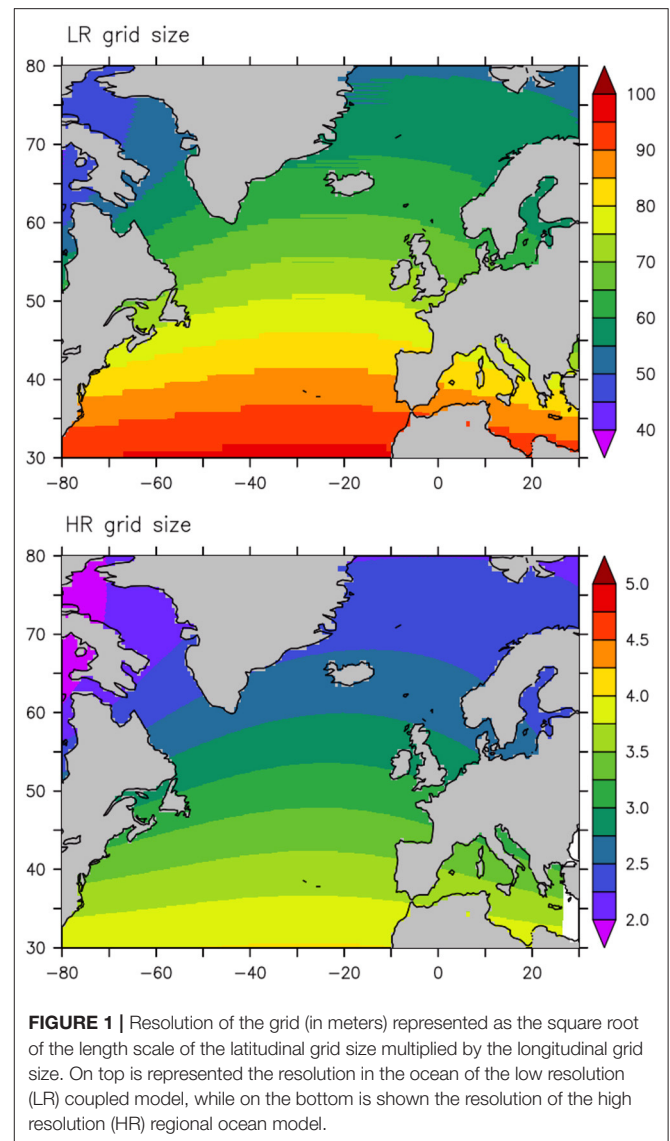 LR grid size
80
70
60
50
40
30
−80 −60 −40 −20 0 20
100
90
80
70
60
50
40
HR grid size
80
70
60
50
40
30
−80 −60 −40 −20 0 20
5.0
4.5
4.0
3.5
3.0
2.5
2.0
FIGURE 1 | Resolution of the grid (in meters) represented as the square root
of the length scale of the latitudinal grid size multiplied by the longitudinal grid
size. On top is represented the resolution in the ocean of the low resolution
(LR) coupled model, while on the bottom is shown the resolution of the high
resolution (HR) regional ocean model.